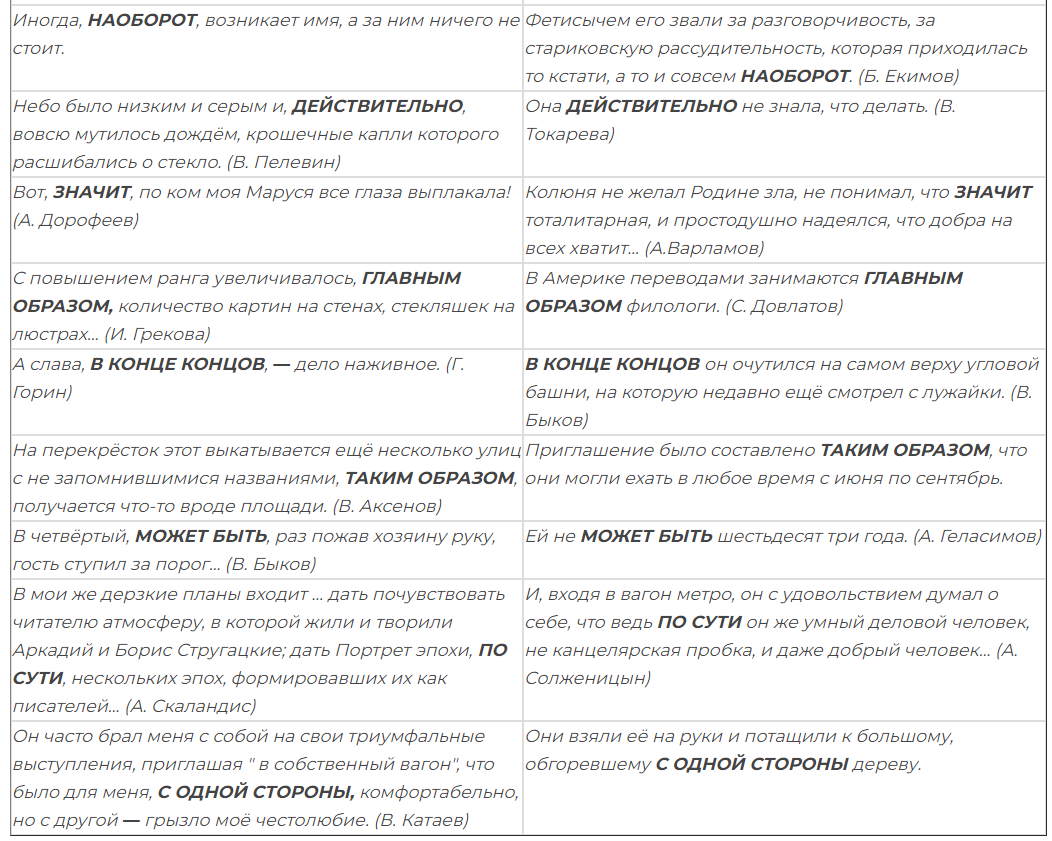 Иногда, НАОБОРОТ, возникает имя, а за ним ничего не
стоит.
Фетисычем его звали за разговорчивость, за
стариковскую рассудительность, которая приходилась
то кстати, а то и совсем НАОБОРОТ. (Б. Екимов)
Небо было низким и серым и, ДЕЙСТВИТЕЛЬНО,
вовсю мутилось дождём, крошечные капли которого
расшибались о стекло. (В. Пелевин)
Она ДЕЙСТВИТЕЛЬНО не знала, что делать. (В.
Токарева)
Вот, ЗНАЧИТ, по ком моя Маруся все глаза выплакала!
(А. Дорофеев)
Колюня не желал Родине зла, не понимал, что ЗНАЧИТ
тоталитарная, и простодушно надеялся, что добра на
всех хватит... (А.Варламов)
С повышением ранга увеличивалось, ГЛАВНЫМ
ОБРАЗОМ, количество картин на стенах, стекляшек на
люстрах... (И. Грекова)
В Америке переводами занимаются ГЛАВНЫМ
ОБРАЗОМ филологи. (С. Довлатов)
А слава, В КОНЦЕ КОНЦОВ, — дело наживное. (Г.
Горин)
В КОНЦЕ КОНЦОВ он очутился на самом верху угловой
башни, на которую недавно ещё смотрел с лужайки. (В.
Быков)
На перекрёсток этот выкатывается ещё несколько улиц
с не запомнившимися названиями, ТАКИМ ОБРАЗОМ,
получается что-то вроде площади. (В. Аксенов)
Приглашение было составлено ТАКИМ ОБРАЗОМ, что
они могли ехать в любое время с июня по сентябрь.
В четвёртый, МОЖЕТ БЫТЬ, раз пожав хозяину руку,
гость ступил за порог... (В. Быков)
Ей не МОЖЕТ БЫТЬ шестьдесят три года. (А. Геласимов)
В мои же дерзкие планы входит ... дать почувствовать
читателю атмосферу, в которой жили и творили
Аркадий и Борис Стругацкие; дать Портрет эпохи, ПО
СУТИ, нескольких эпох, формировавших их как
писателей... (А. Скаландис)
И, входя в вагон метро, он с удовольствием думал о
себе, что ведь ПО СУТИ он же умный деловой человек,
не канцелярская пробка, и даже добрый человек... (А.
Солженицын)
Он часто брал меня с собой на свои триумфальные
выступления, приглашая " в собственный вагон", что
было для меня, С ОДНОЙ СТОРОНЫ, комфортабельно,
но с другой — грызло моё честолюбие. (В. Катаев)
Они взяли её на руки и потащили к большому,
обгоревшему С ОДНОЙ СТОРОНЫ дереву.